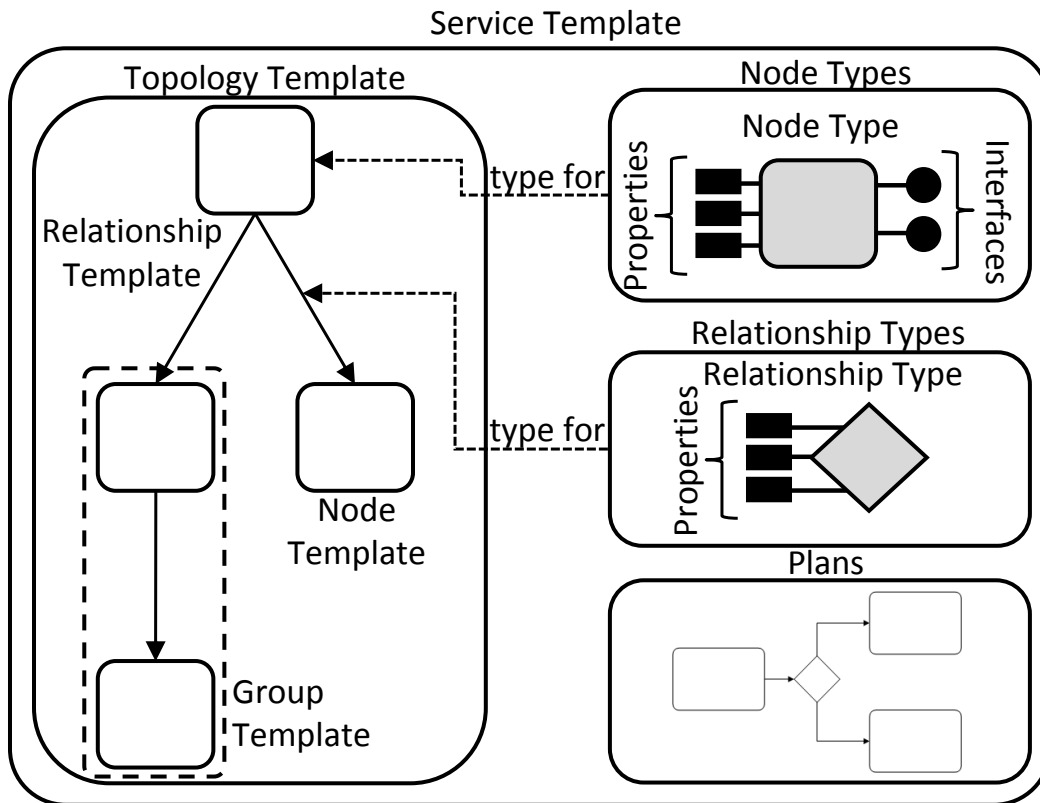 Service Template
Topology Template
Relationship
Template
Node
Template
Group
Template
type for
type for
Node Types
Node Type
Properties
Interfaces
Relationship Types
Relationship Type
Properties
Plans